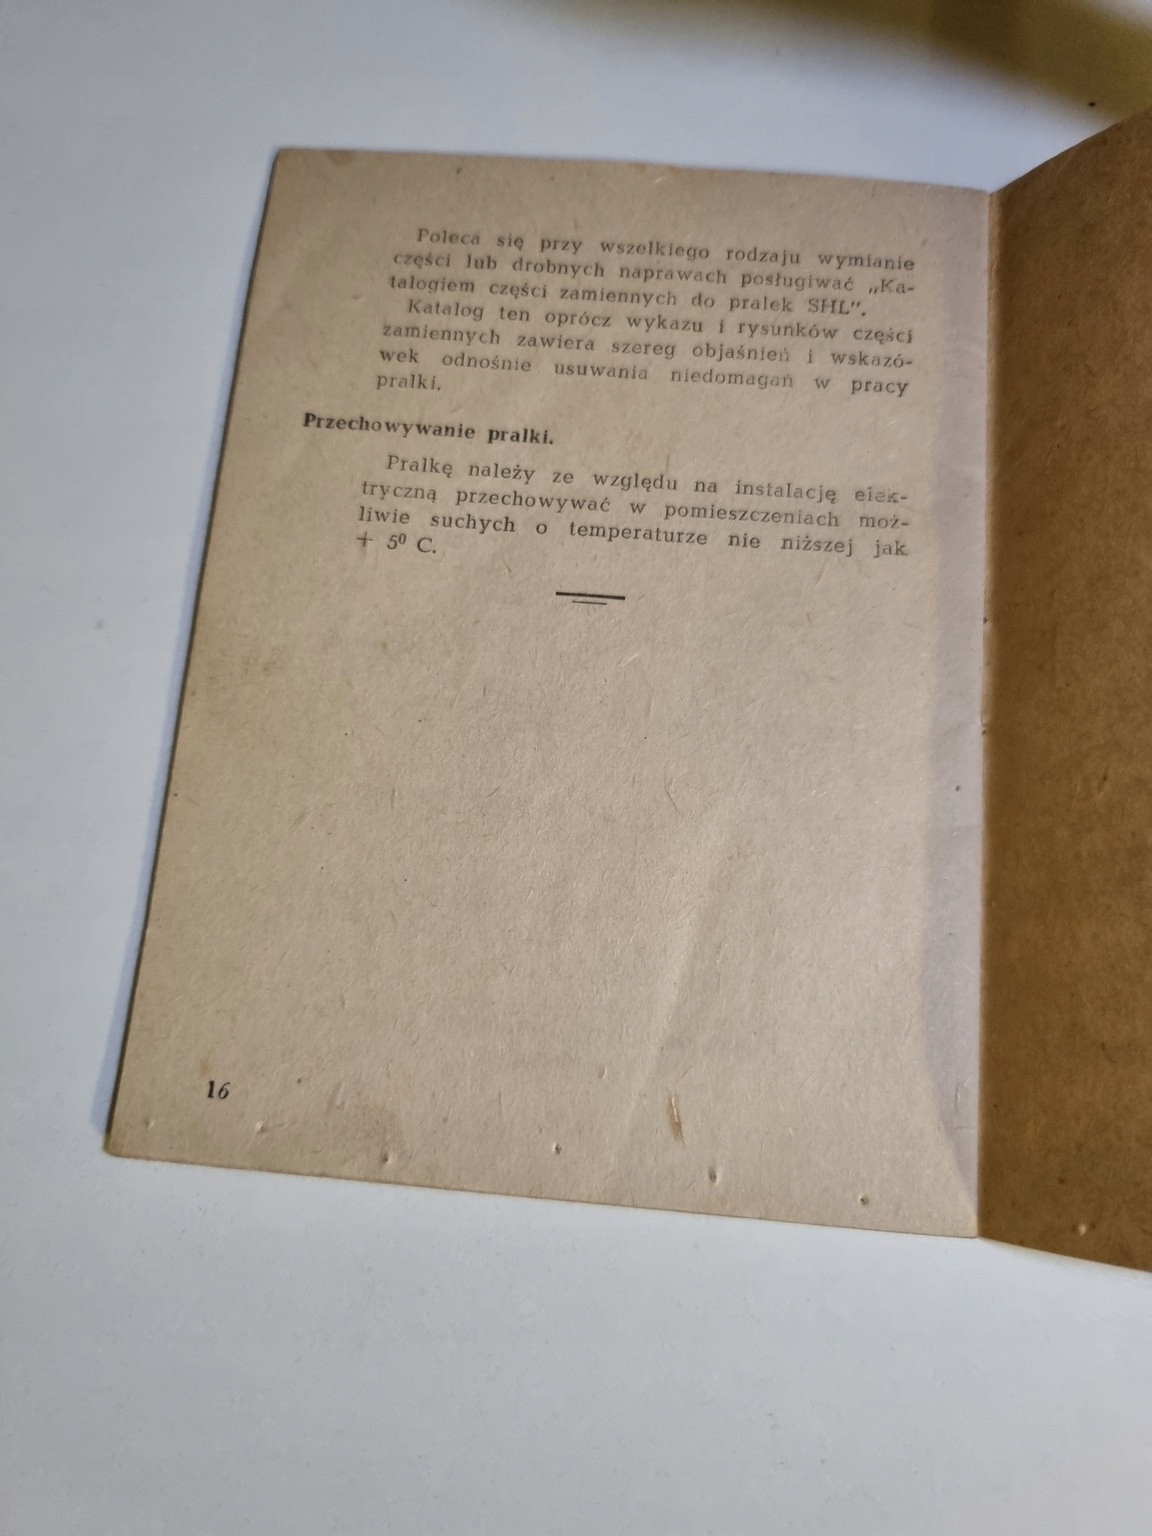 Poleca się przy wszelkiego rodzaju wymianie
części lub drobnych naprawach posługiwać „Ka-
talogiem części zamiennych do pralek SHL".
Katalog ten oprócz wykazu i rysunków części
zamiennych zawiera szereg objaśnień i wskazó-
wek odnośnie usuwania niedomagań w pracy
pralki.
Przechowywanie pralki.
Pralkę należy ze względu na instalację elek-
tryczną przechowywać w pomieszczeniach moż-
liwie suchych o temperaturze nie niższej jak
+ 5⁰ C.
16